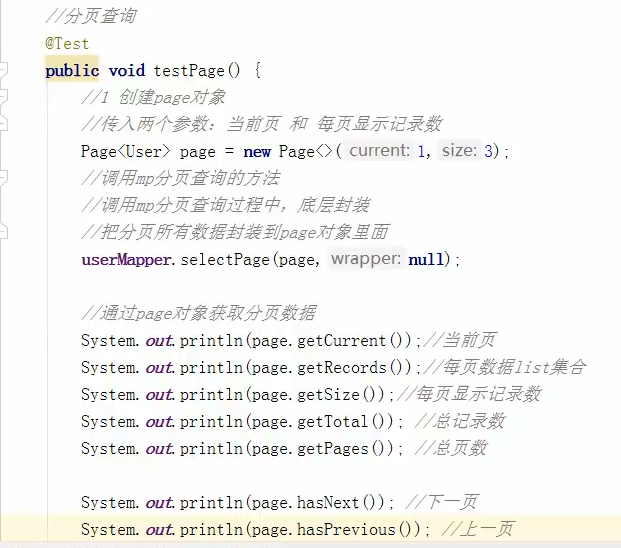 //分页查询
@Test
public void testPage() {
//1 创建page对象
//传入两个参数：当前页 和 每页显示记录数
Page<User> page = new Page<>( current: 1, size: 3);
//调用mp分页查询的方法
//调用mp分页查询过程中，底层封装
//把分页所有数据封装到page对象里面
userMapper.selectPage(page, wrapper: null);
//通过page对象获取分页数据
System.out.println(page.getCurrent());//当前页
System.out.println(page.getRecords());//每页数据list集合
System.out.println(page.getSize());//每页显示记录数
System.out.println(page.getTotal()); //总记录数
System.out.println(page.getPages()); //总页数
System.out.println(page.hasNext()); //下一页
System.out.println(page.hasPrevious()); //上一页